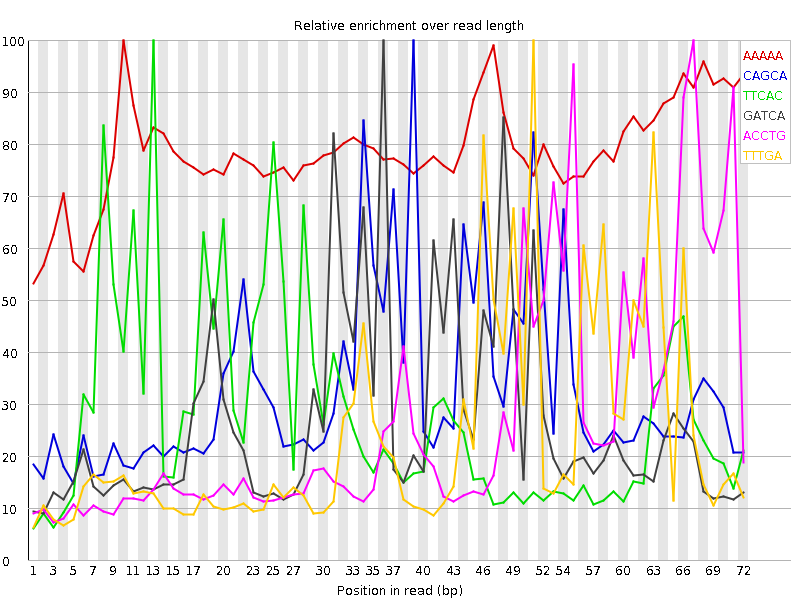 Relative enrichment over read length
100
90
80
70
60
50
40
30
20
10
0
AAAAA
CAGCA
TTCAC
GATCA
ACCTG
TTTGA
1 3 5 7 9 11 13 15 17 20 23 25 27 30 33 35 37 40 43 46 49 52 54 57 60 63 66 69 72
Position in read (bp)